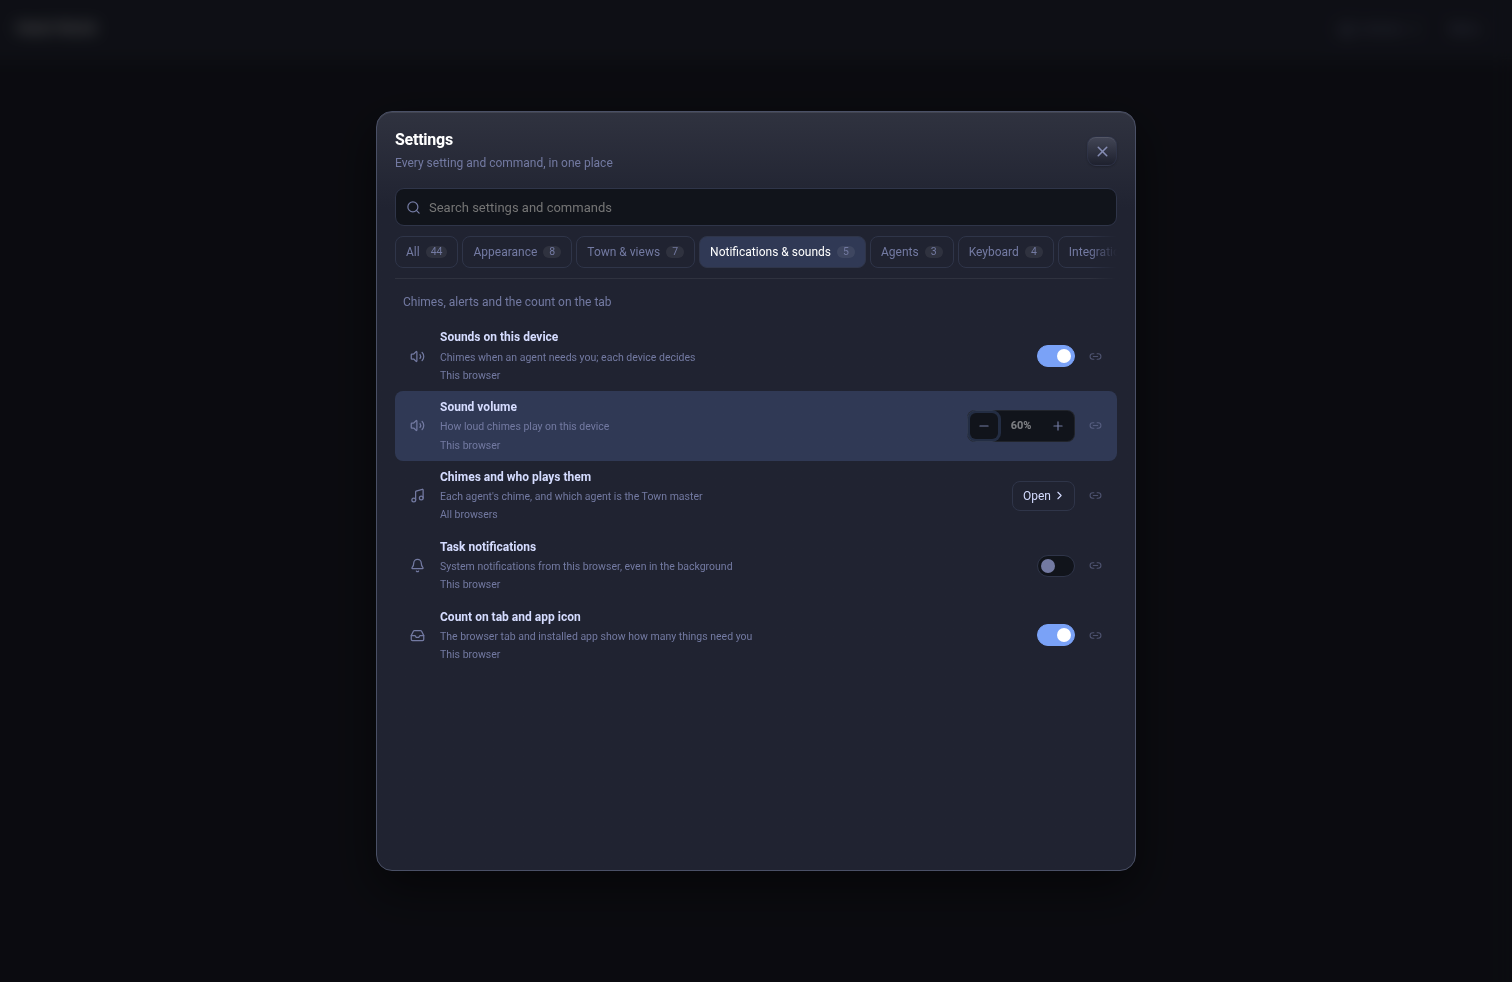 Settings
Every setting and command, in one place
Search settings and commands
All 44 Appearance 8 Town & views 7 Notifications & sounds 5 Agents 3 Keyboard 4
Chimes, alerts and the count on the tab
Sounds on this device
Chimes when an agent needs you; each device decides
This browser
Sound volume
How loud chimes play on this device
This browser
60%
Chimes and who plays them
Each agent's chime, and which agent is the Town master
All browsers
Open
Task notifications
System notifications from this browser, even in the background
This browser
Count on tab and app icon
The browser tab and installed app show how many things need you
This browser